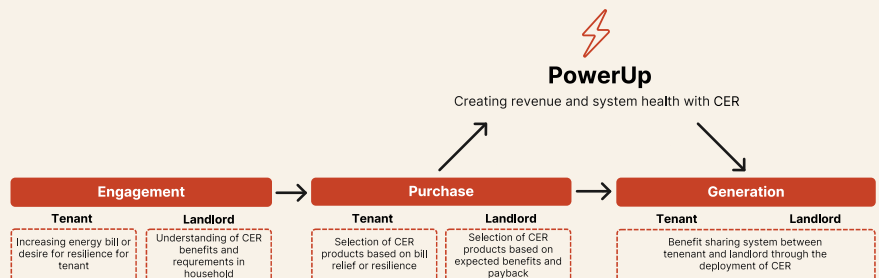 PowerUp
Creating revenue and system health with CER
Engagement
Purchase
Generation
Tenant
Landlord
Tenant
Landlord
Tenant
Landlord
Increasing energy bill or
desire for resilience for
tenant
Understanding of CER
benefits and
requrements in
household
Selection of CER
products based on bill
relief or resilience
Selection of CER
products based on
expected benefits and
payback
Benefit sharing system between
tenenant and landlord through the
deployment of CER